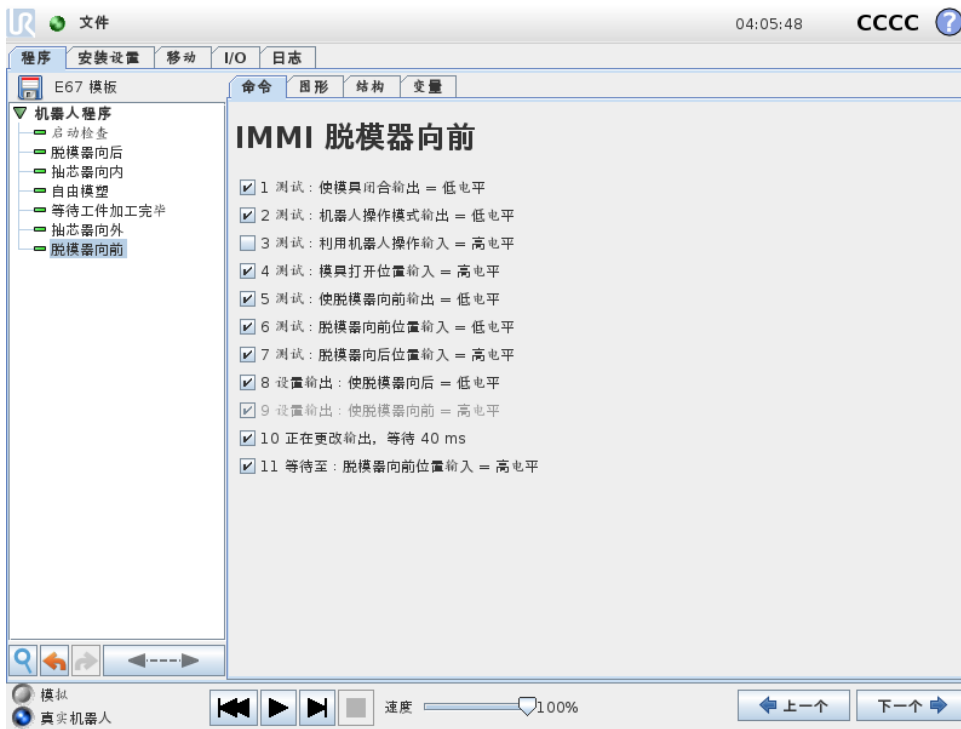 UR 文件 04:05:48 CCCC ?
程序 安装设置 移动 I/O 日志
E67 模板
命令 图形 结构 变量
机器人程序
启动检查
脱模器向后
抽芯器向内
自由模塑
等待工件加工完毕
抽芯器向外
脱模器向前
IMMI 脱模器向前
1 测试：使模具闭合输出 = 低电平
2 测试：机器人操作模式输出 = 低电平
3 测试：利用机器人操作输入 = 高电平
4 测试：模具打开位置输入 = 高电平
5 测试：使脱模器向前输出 = 低电平
6 测试：脱模器向前位置输入 = 低电平
7 测试：脱模器向后位置输入 = 高电平
8 设置输出：使脱模器向后 = 低电平
9 设置输出：使脱模器向前 = 高电平
10 正在更改输出，等待 40 ms
11 等待至：脱模器向前位置输入 = 高电平
模拟
真实机器人
速度 100%
上一个 下一个